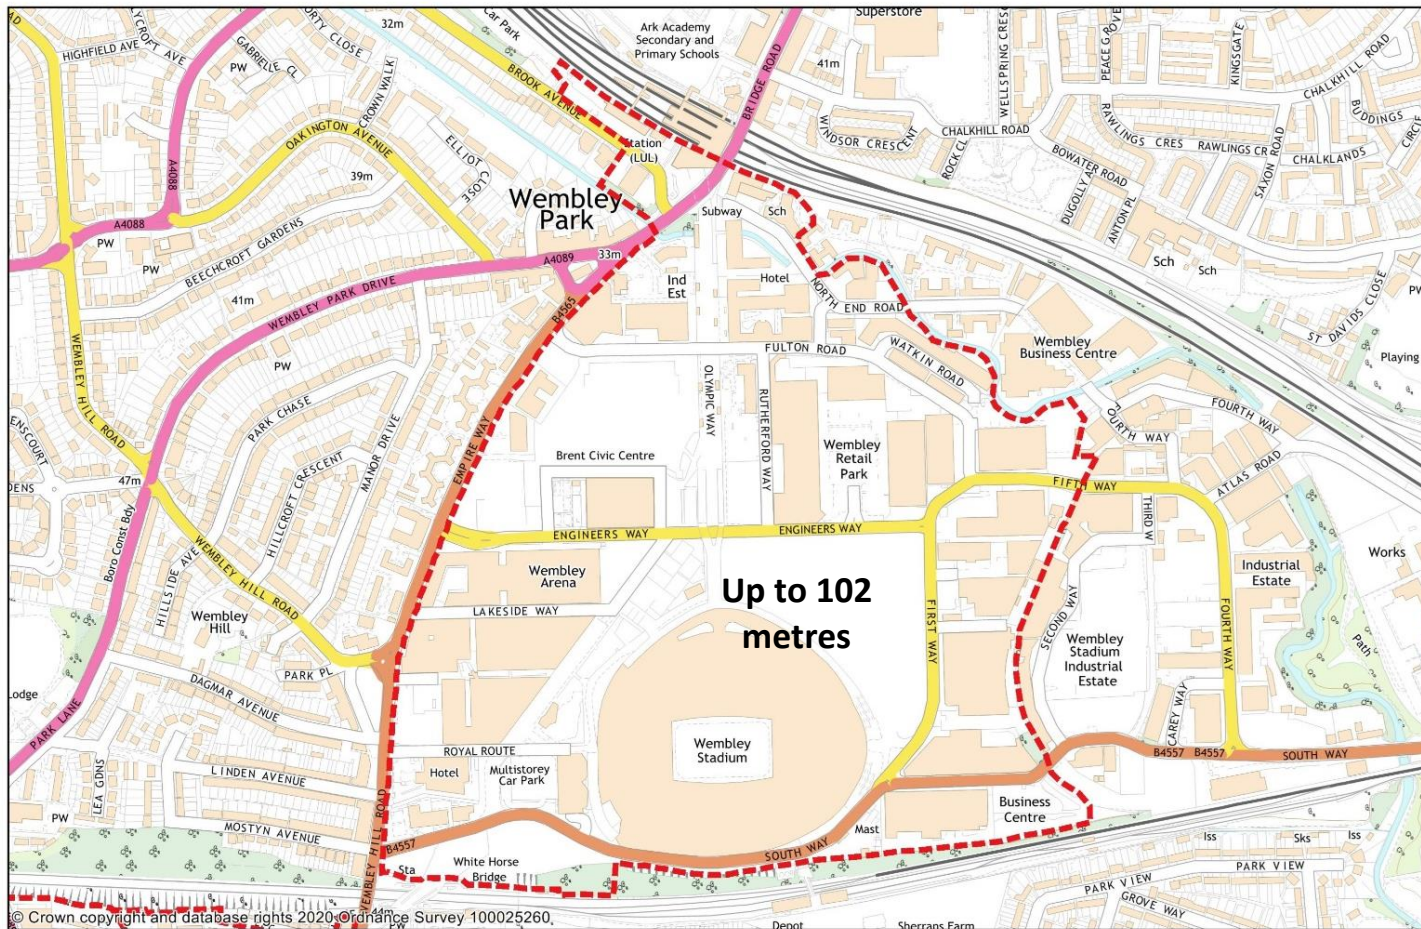 Superstore
Car Park
32m
Ark Academy
Secondary and
Primary Schools
BRIDGE ROAD
41m
WELLSPRING CRES
PEACE GROVE
KINGSGATE
CHALKHILL ROAD
HIGHFIELD AVE
GABRIELLE CL
PW
CROWN WALK
BROOK AVENUE
WINDSOR CRESCENT
CHALKHILL ROAD
RAWLINGS CRES
RAWLINGS CR
BUDDINGS
CIRCLE
CHALKLANDS
OAKINGTON AVENUE
A4088
ELLIOT
CLOSE
39m
Station
(LUL)
ROCK CL
BOWATER ROAD
DUGOLLY AV
ANTON PL
SAXON ROAD
Wembley
Park
Subway
Sch
A4088
PW
PW
BEECHCROFT GARDENS
A4089
33m
Sch
Sch
Ind
Est
Hotel
NORTH END ROAD
ST DAVIDS CLOSE
PW
41m
WEMBLEY PARK DRIVE
B4565
Playing
WEMBLEY HILL ROAD
PW
FULTON ROAD
WATKIN ROAD
Wembley
Business Centre
OLYMPIC WAY
RUTHERFORD WAY
PARK CHASE
MANOR DRIVE
HILLCROFT CRESCENT
EMPIRE WAY
FOURTH WAY
FOURTH WAY
Brent Civic Centre
Wembley
Retail
Park
ATLAS ROAD
47m
FIFTH WAY
THIRD W
Boro Const Bdy
ENGINEERS WAY
ENGINEERS WAY
HILLSIDE AVE
WEMBLEY HILL ROAD
Works
Wembley
Arena
Up to 102
metres
Industrial
Estate
Wembley
Hill
LAKESIDE WAY
FIRST WAY
SECOND WAY
FOURTH WAY
Wembley
Stadium
Industrial
Estate
Path
PARK PL
Lodge
DAGMAR AVENUE
PARK LANE
CAREY WAY
ROYAL ROUTE
Wembley
Stadium
B4557
B4557
SOUTH WAY
LINDEN AVENUE
LEA GDNS
Hotel
Multistorey
Car Park
PW
MOSTYN AVENUE
Business
Centre
Mast
B4557
SOUTH WAY
Iss
Sks
Iss
WEMBLEY HILL ROAD
Sta
White Horse
Bridge
PARK VIEW
PARK VIEW
GROVE WAY
© Crown copyright and database rights 2020 Ordnance Survey 100025260,
44m
PW
Depot
Sherrans Farm